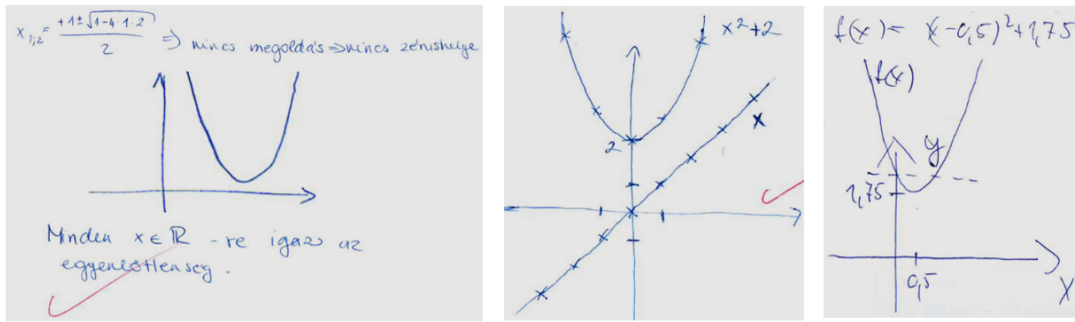 x₁,₂ = (+1±√(1-4·1·2))/2 ⇒ nincs megoldás ⇒ nincs zérushelye
Minden x ∈ ℝ -re igaz az
egyenlőtlenség.
x²+2
x
2
f(x) = (x-0,5)²+1,75
f(x)
y
1,75
0,5
x